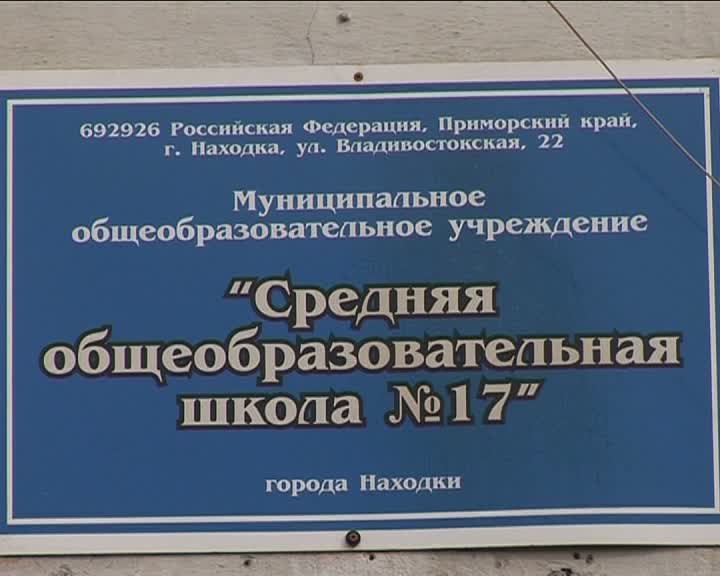 692926 Российская Федерация, Приморский край,
г. Находка, ул. Владивостокская, 22
Муниципальное
общеобразовательное учреждение
"Средняя
общеобразовательная
школа №17"
города Находки